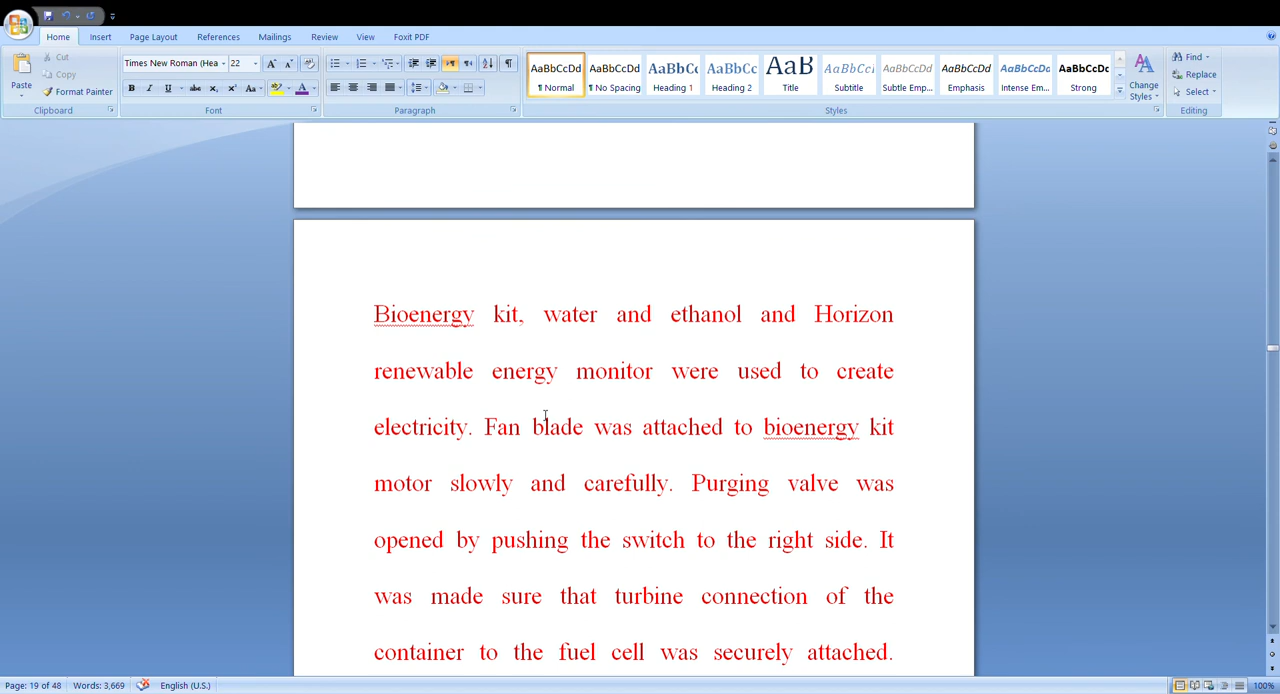 Home Insert Page Layout References Mailings Review View Foxit PDF
Paste
Cut
Copy
Format Painter
Clipboard
Times New Roman (Hea 22
B I U abc x₂ x² Aa A
Font
Paragraph
AaBbCcDd AaBbCcDd AaBbCc AaBbCc AaB AaBbCcI AaBbCcDd AaBbCcDd AaBbCcDd AaBbCcDc
¶ Normal ¶ No Spacing Heading 1 Heading 2 Title Subtitle Subtle Emp... Emphasis Intense Em... Strong
Styles
Change
Styles
Find
Replace
Select
Editing
Bioenergy kit, water and ethanol and Horizon
renewable energy monitor were used to create
electricity. Fan blade was attached to bioenergy kit
motor slowly and carefully. Purging valve was
opened by pushing the switch to the right side. It
was made sure that turbine connection of the
container to the fuel cell was securely attached.
Page: 19 of 48 Words: 3,669 English (U.S.) 100%